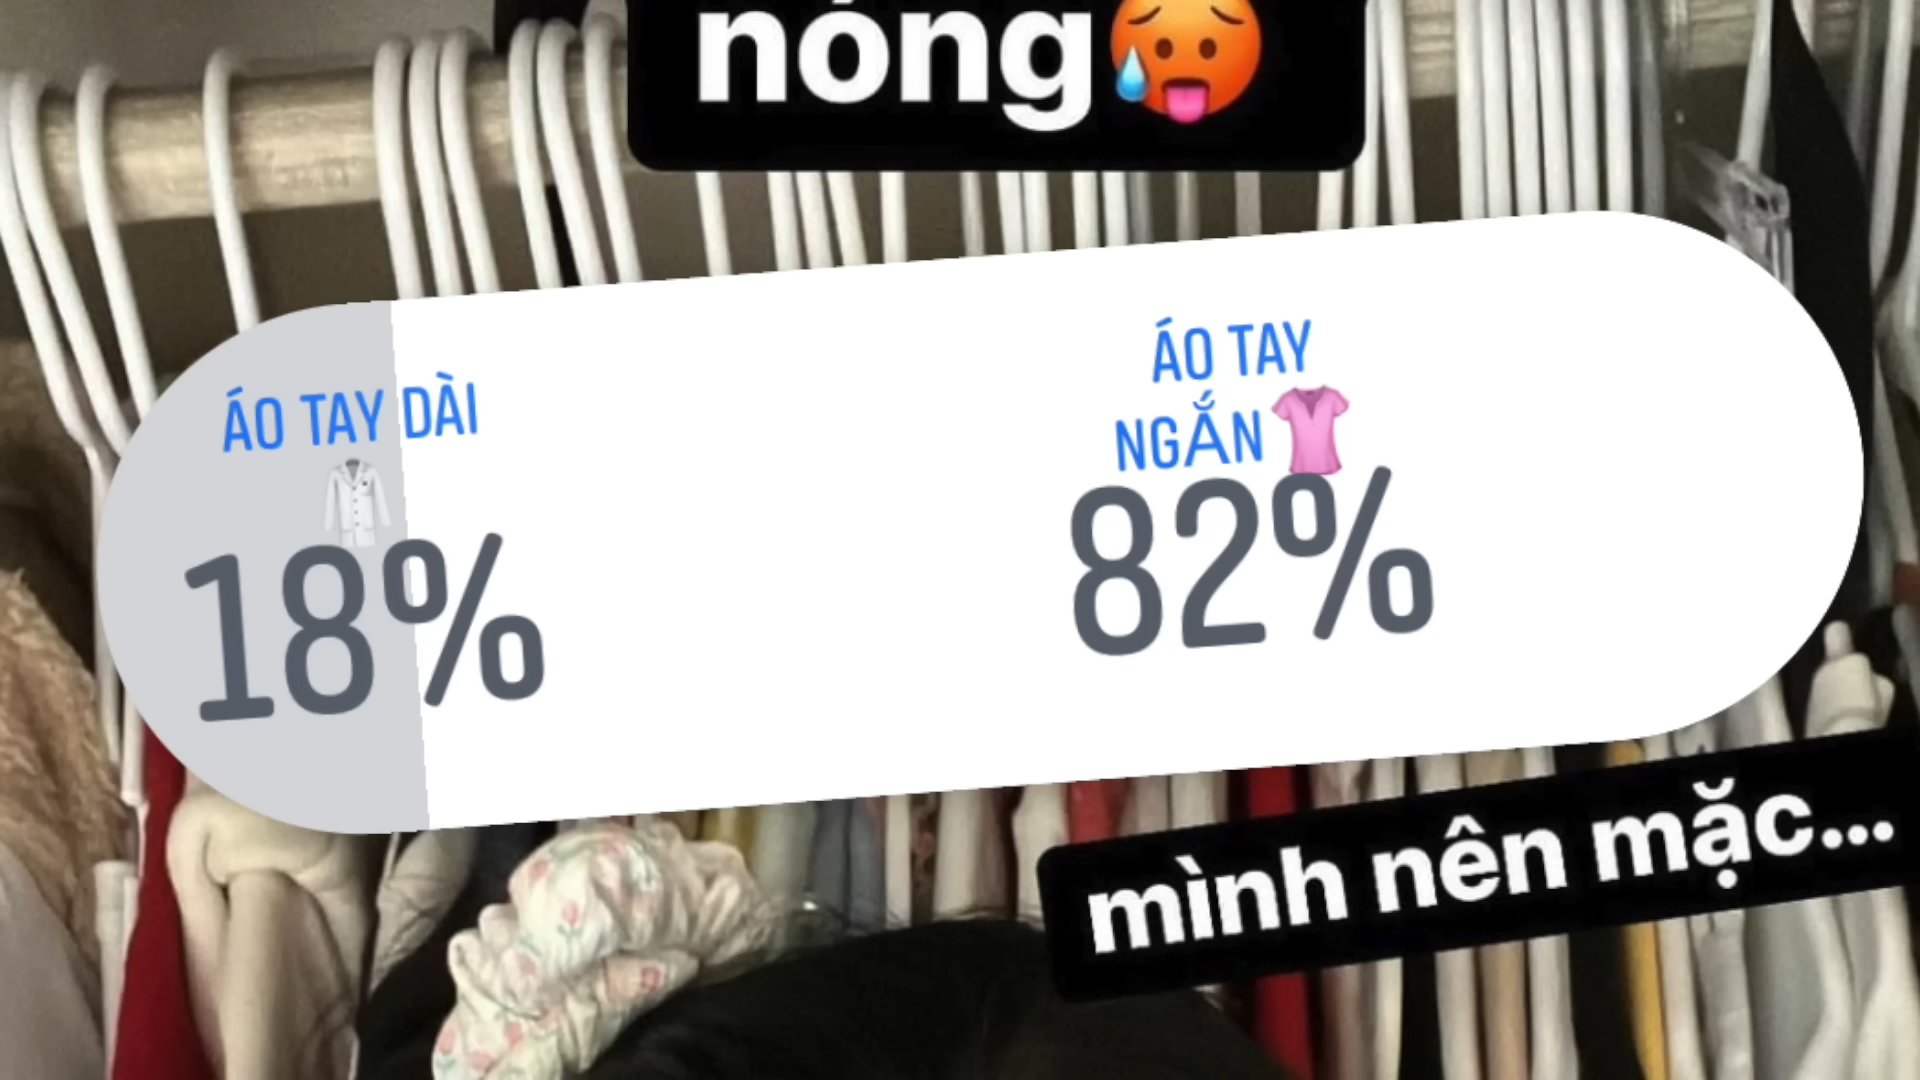 nóng🥵
ÁO TAY DÀI
🥼
18%
ÁO TAY
NGẮN👚
82%
mình nên mặc...